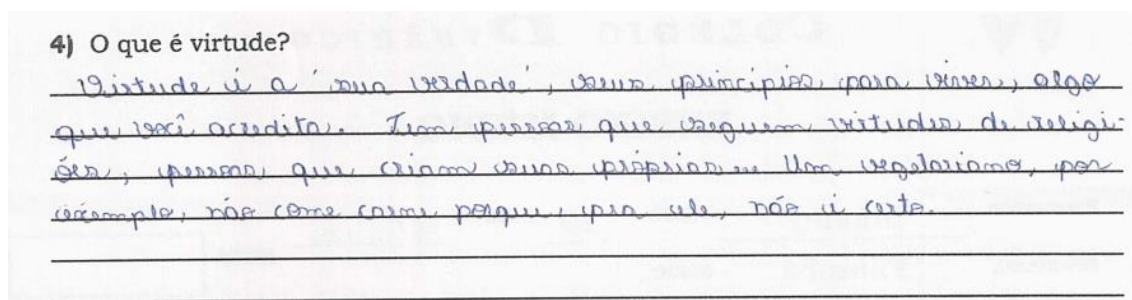 4) O que é virtude?
Virtude é a 'sua verdade', seus princípios para viver, algo
que você acredita. Tem pessoas que seguem virtudes de religi-
ões, pessoas que criam suas próprias... Um vegetariano, por
exemplo, não come carne, porque, pra ele, não é certo.